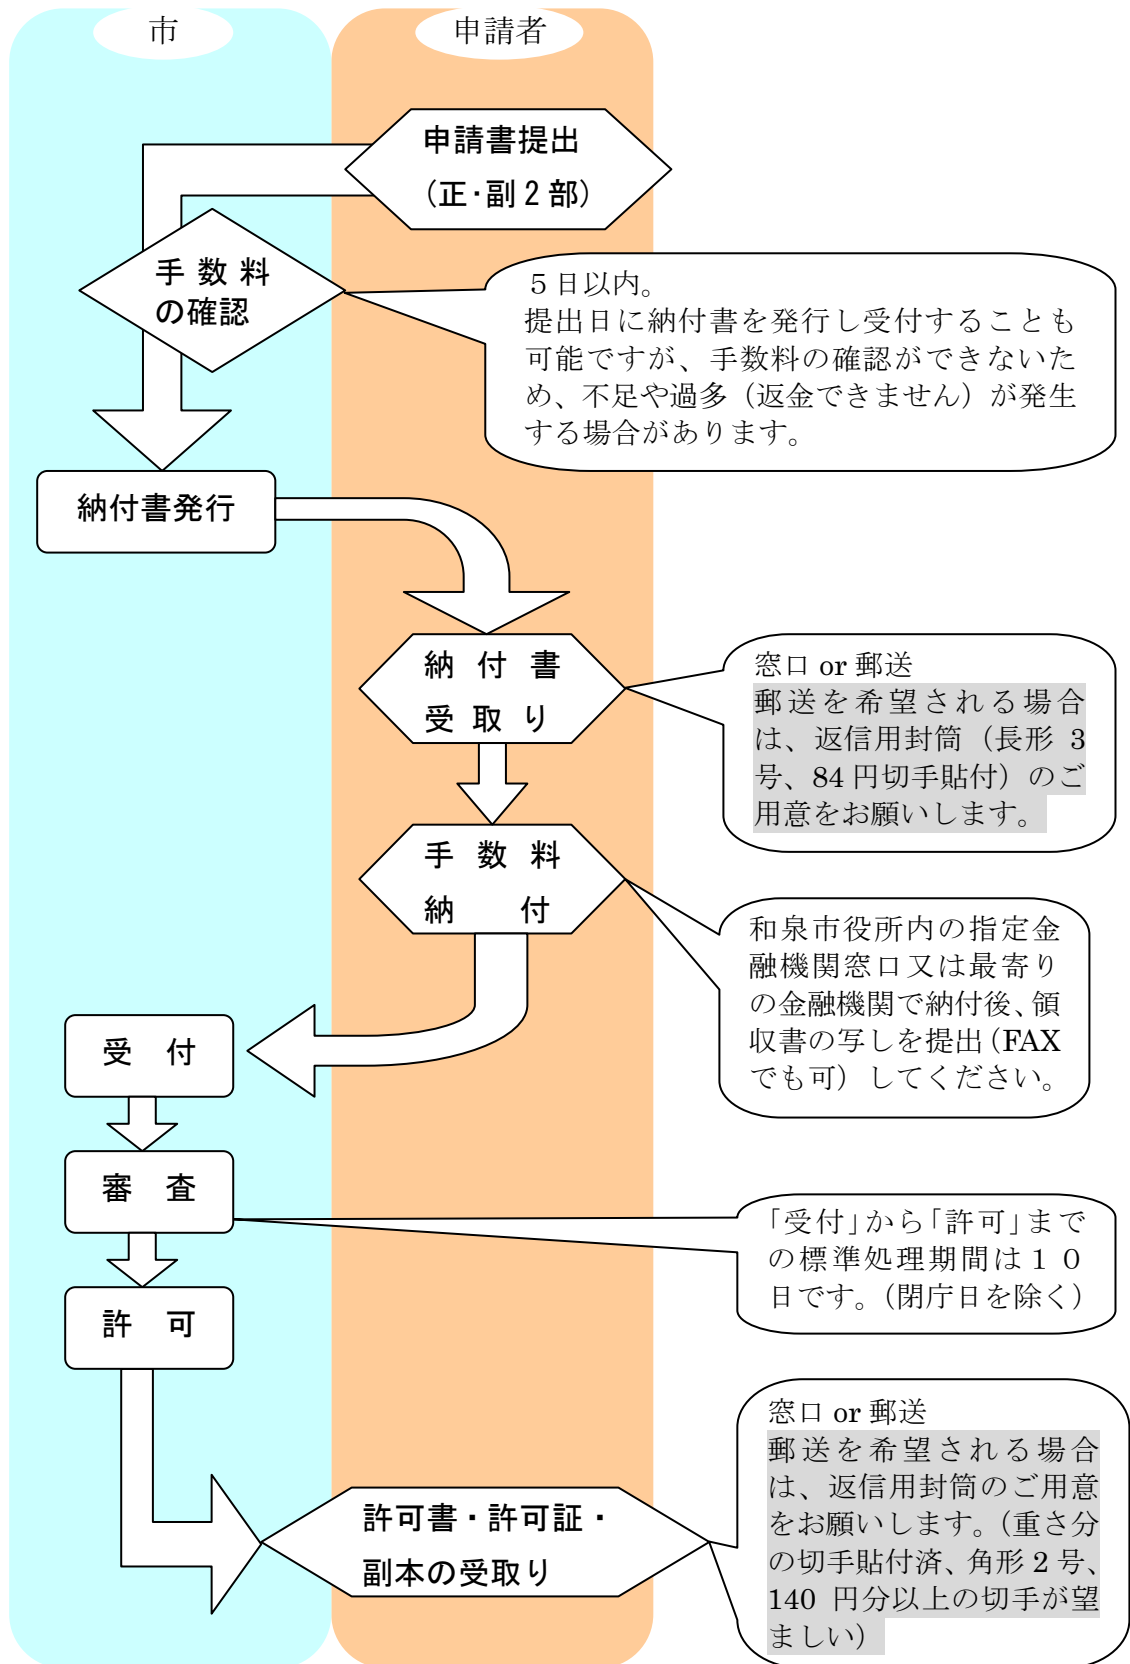 市
申請者
申請書提出
（正・副２部）
手数料
の確認
５日以内。
提出日に納付書を発行し受付することも
可能ですが、手数料の確認ができないた
め、不足や過多（返金できません）が発生
する場合があります。
納付書発行
納付書
受取り
窓口 or 郵送
郵送を希望される場合
は、返信用封筒（長形 3
号、84 円切手貼付）のご
用意をお願いします。
手数料
納付
和泉市役所内の指定金
融機関窓口又は最寄り
の金融機関で納付後、領
収書の写しを提出（FAX
でも可）してください。
受付
審査
「受付」から「許可」まで
の標準処理期間は１０
日です。（閉庁日を除く）
許可
許可書・許可証・
副本の受取り
窓口 or 郵送
郵送を希望される場合
は、返信用封筒のご用意
をお願いします。（重さ分
の切手貼付済、角形 2 号、
140 円分以上の切手が望
ましい）